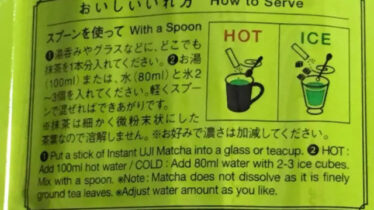 おいしいいれ方 How to Serve
スプーンを使って With a Spoon
❶湯呑みやグラスなどに、どこでも
抹茶を1本分入れてください。❷お湯
(100ml)または、水(80ml)と氷2
~3個を入れてください。軽くスプー
ンで混ぜればできあがりです。
※抹茶は細かく微粉末状にした
茶葉なので溶解しません。※お好みで濃さは加減してください。
HOT
ICE
❶Put a stick of Instant UJI Matcha into a glass or teacup. ❷ HOT:
Add 100ml hot water / COLD : Add 80ml water with 2-3 ice cubes.
Mix with a spoon. ※Note: Matcha does not dissolve as it is finely
ground tea leaves. ※Adjust water amount as you like.